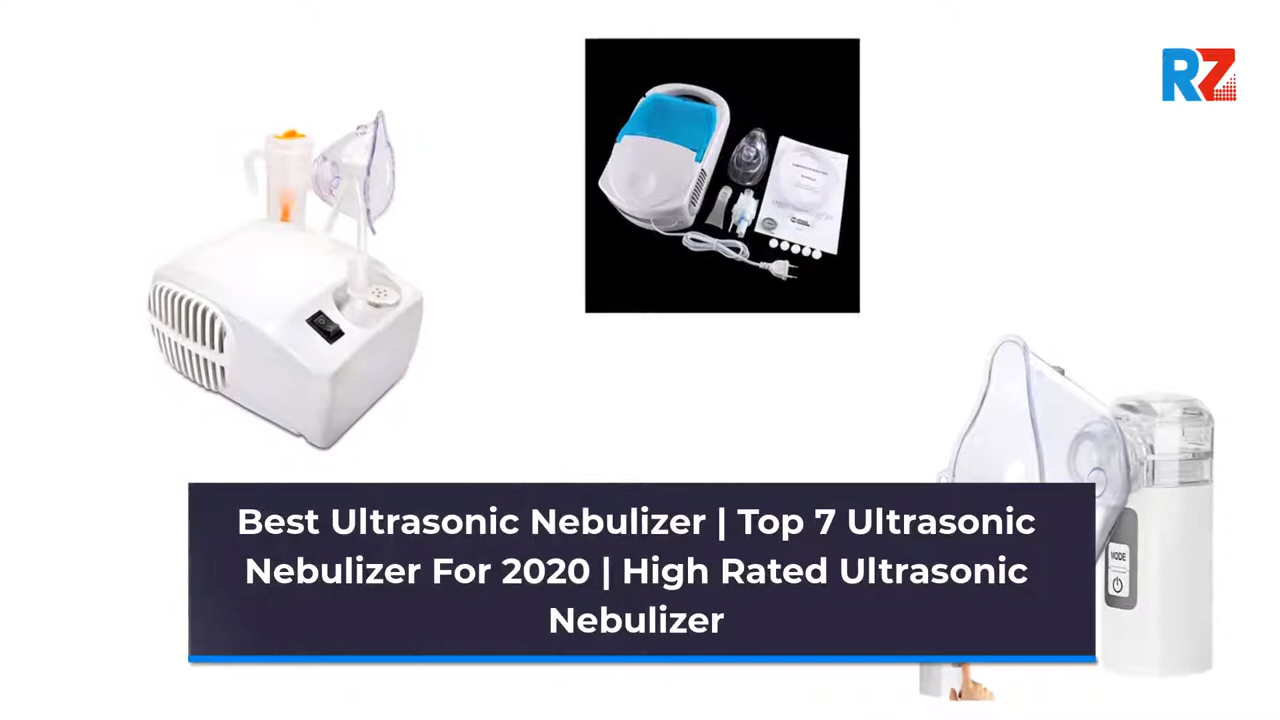 RZ
Best Ultrasonic Nebulizer | Top 7 Ultrasonic
Nebulizer For 2020 | High Rated Ultrasonic
Nebulizer
MODE